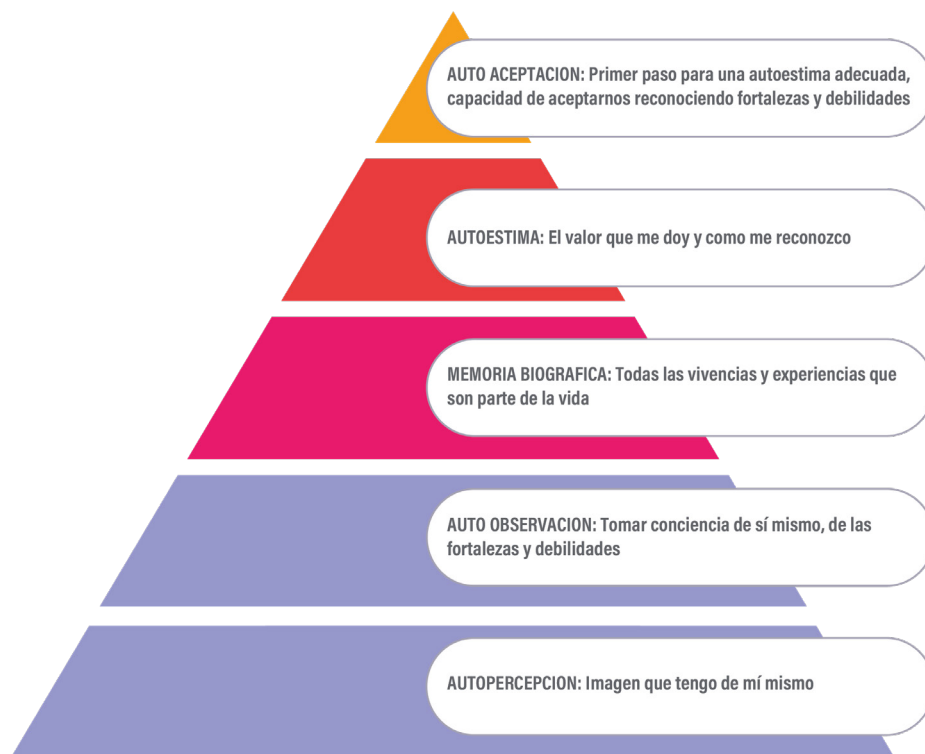 AUTO ACEPTACION: Primer paso para una autoestima adecuada,
capacidad de aceptarnos reconociendo fortalezas y debilidades
AUTOESTIMA: El valor que me doy y como me reconozco
MEMORIA BIOGRAFICA: Todas las vivencias y experiencias que
son parte de la vida
AUTO OBSERVACION: Tomar conciencia de sí mismo, de las
fortalezas y debilidades
AUTOPERCEPCION: Imagen que tengo de mí mismo